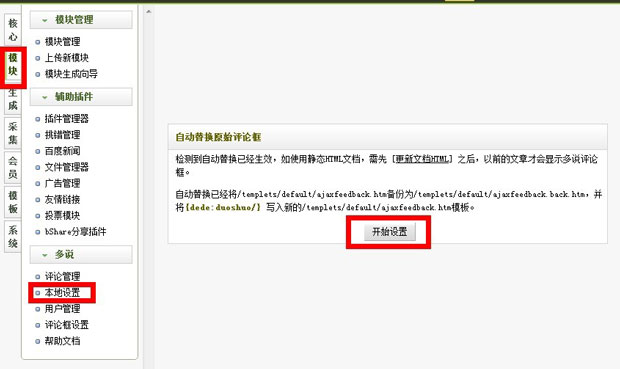 核心
模块
生成
采集
会员
模板
系统
模块管理
模块管理
上传新模块
模块生成向导
辅助插件
插件管理器
挑错管理
百度新闻
文件管理器
广告管理
友情链接
投票模块
bShare分享插件
多说
评论管理
本地设置
用户管理
评论框设置
帮助文档
自动替换原始评论框
检测到自动替换已经生效，如使用静态HTML文档，需先 [更新文档HTML] 之后，以前的文章才会显示多说评论
框。
自动替换已经将/templets/default/ajaxfeedback.htm备份为/templets/default/ajaxfeedback.back.htm，并
将{dede:duoshuo/} 写入新的/templets/default/ajaxfeedback.htm模板。
开始设置